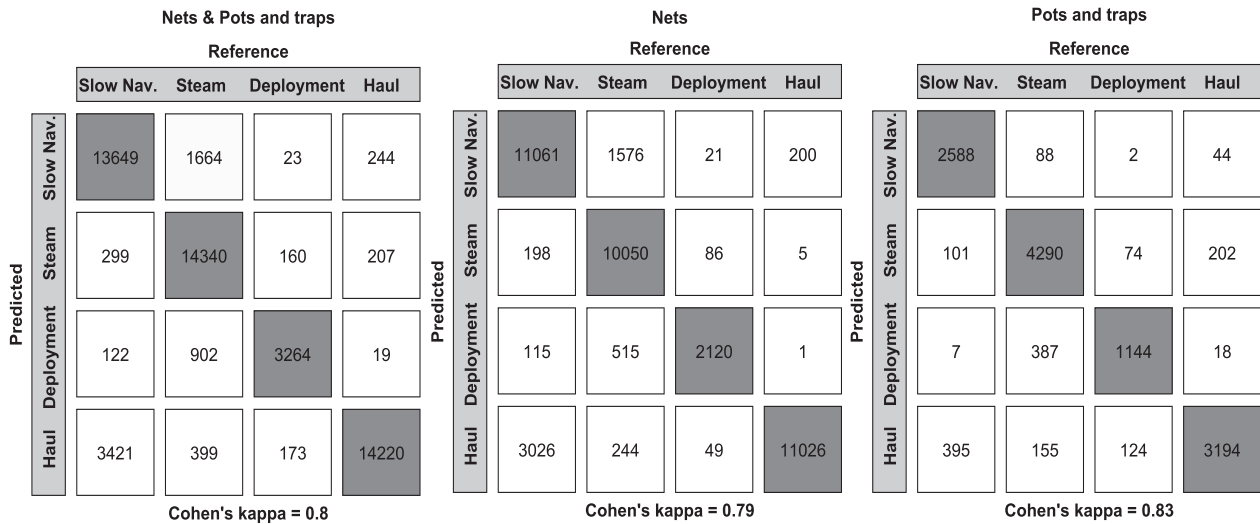 Nets & Pots and traps
Reference
Slow Nav. Steam Deployment Haul
Predicted
Slow Nav. 13649 1664 23 244
Steam 299 14340 160 207
Deployment 122 902 3264 19
Haul 3421 399 173 14220
Cohen's kappa = 0.8
Nets
Reference
Slow Nav. Steam Deployment Haul
Predicted
Slow Nav. 11061 1576 21 200
Steam 198 10050 86 5
Deployment 115 515 2120 1
Haul 3026 244 49 11026
Cohen's kappa = 0.79
Pots and traps
Reference
Slow Nav. Steam Deployment Haul
Predicted
Slow Nav. 2588 88 2 44
Steam 101 4290 74 202
Deployment 7 387 1144 18
Haul 395 155 124 3194
Cohen's kappa = 0.83